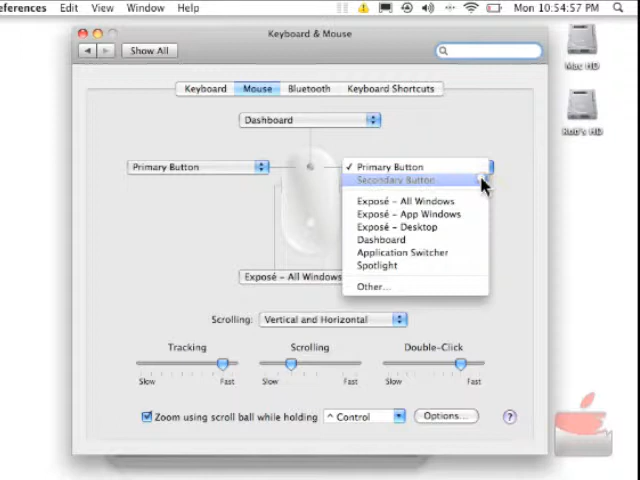 eferences Edit View Window Help Mon 10:54:57 PM
Keyboard & Mouse
Show All
Keyboard Mouse Bluetooth Keyboard Shortcuts
Dashboard
Primary Button
✓ Primary Button
Secondary Button
Exposé – All Windows
Exposé – App Windows
Exposé – Desktop
Dashboard
Application Switcher
Spotlight
Other...
Exposé – All Windows
Scrolling: Vertical and Horizontal
Tracking Scrolling Double-Click
Slow Fast Slow Fast Slow Fast
Zoom using scroll ball while holding ^ Control Options... ?
Mac HD
Rob's HD